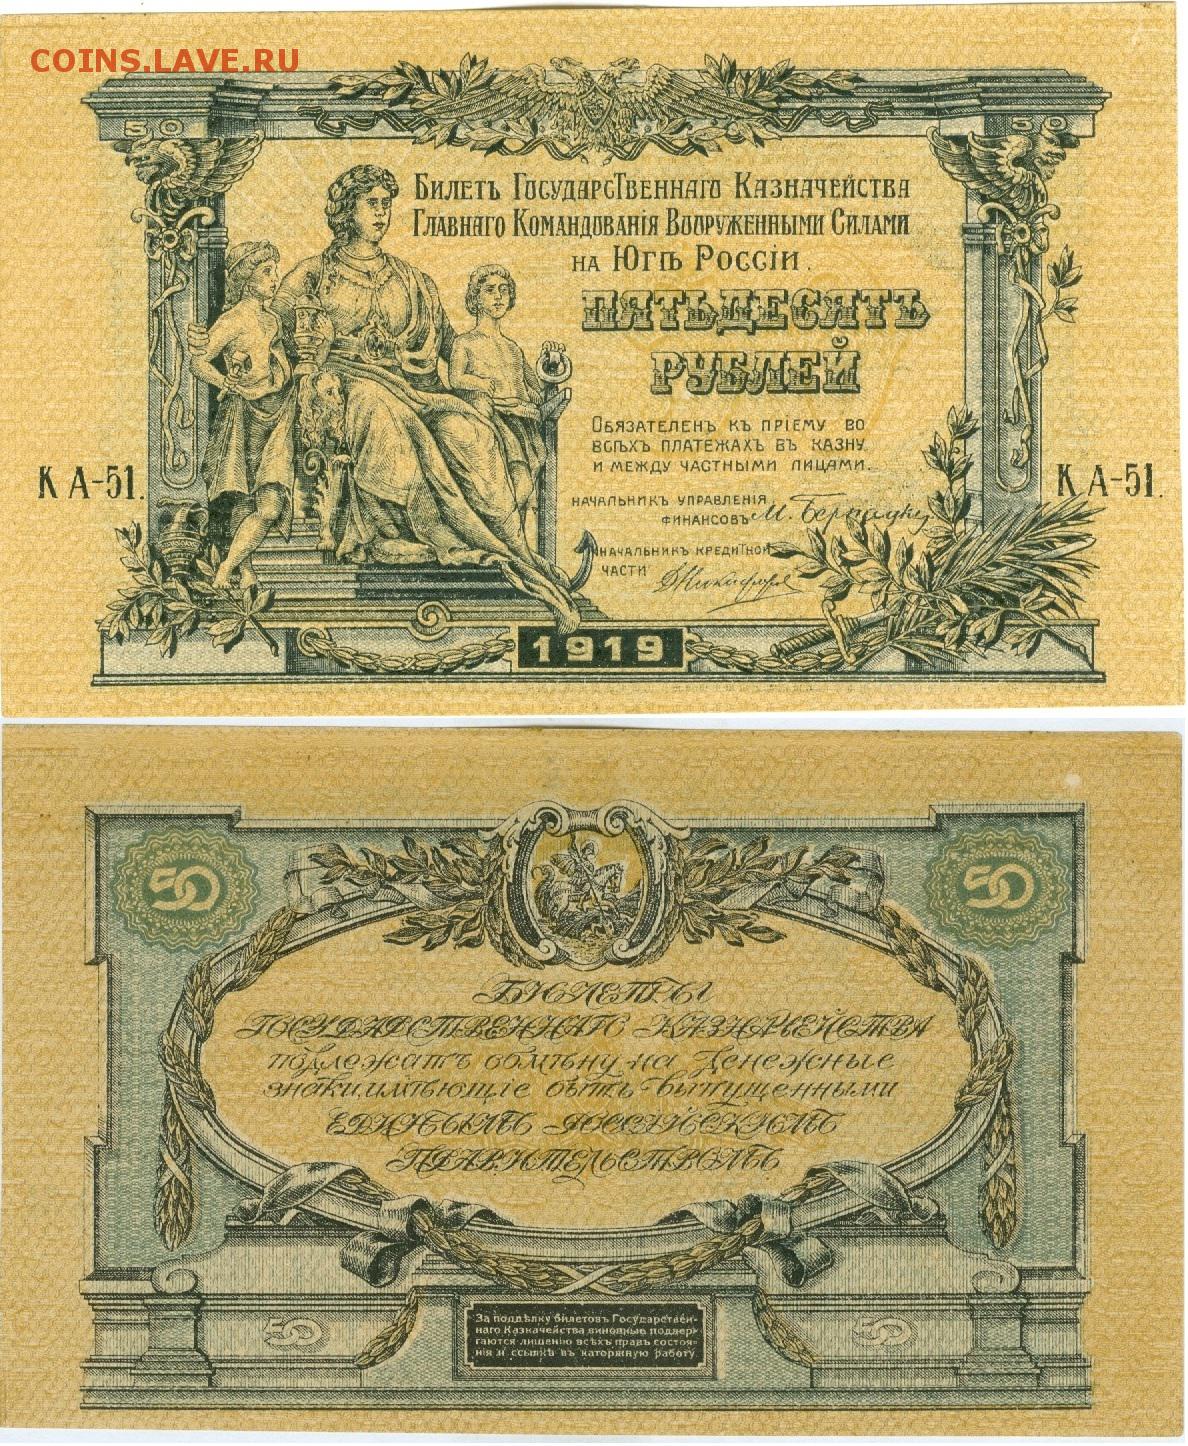 COINS.LAVE.RU
50
50
Билетъ Государственнаго Казначейства
Главнаго Командованія Вооруженными Силами
на Югѣ Россіи.
ПЯТЬДЕСЯТЪ
РУБЛЕЙ
Обязателенъ къ пріему во
всѣхъ платежахъ въ казну
и между частными лицами.
НАЧАЛЬНИКЪ УПРАВЛЕНІЯ
ФИНАНСОВЪ М.
НАЧАЛЬНИКЪ КРЕДИТНОЙ
ЧАСТИ
КА-51.
КА-51.
1919
50
50
БИЛЕТЫ
ГОСУДАРСТВЕННАГО КАЗНАЧЕЙСТВА
подлежатъ обмѣну на денежные
знаки имѣющіе быть выпущенными
ЕДИНЫМЪ РОССІЙСКИМЪ
ПРАВИТЕЛЬСТВОМЪ
50
50
За поддѣлку билетовъ Государствен-
наго Казначейства виновные подвер-
гаются лишенію всѣхъ правъ состоя-
нія и ссылкѣ въ каторжную работу.